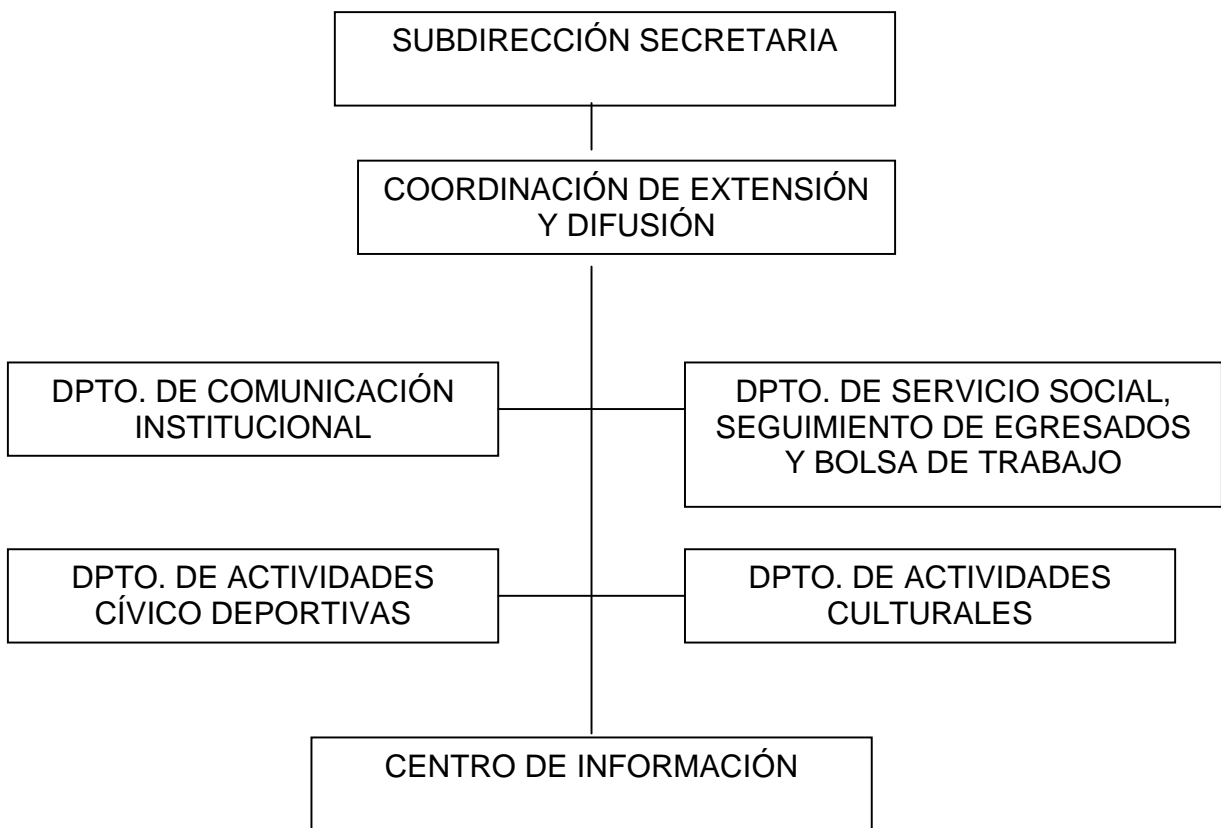 SUBDIRECCIÓN SECRETARIA
COORDINACIÓN DE EXTENSIÓN
Y DIFUSIÓN
DPTO. DE COMUNICACIÓN
INSTITUCIONAL
DPTO. DE SERVICIO SOCIAL,
SEGUIMIENTO DE EGRESADOS
Y BOLSA DE TRABAJO
DPTO. DE ACTIVIDADES
CÍVICO DEPORTIVAS
DPTO. DE ACTIVIDADES
CULTURALES
CENTRO DE INFORMACIÓN